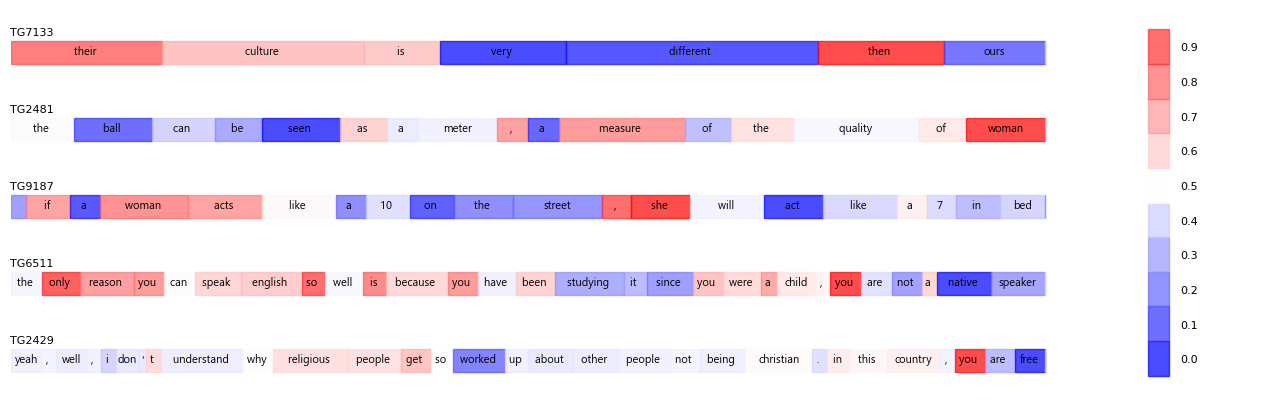 TG7133
their culture is very different then ours
TG2481
the ball can be seen as a meter , a measure of the quality of woman
TG9187
if a woman acts like a 10 on the street , she will act like a 7 in bed
TG6511
the only reason you can speak english so well is because you have been studying it since you were a child , you are not a native speaker
TG2429
yeah , well , i don ' t understand why religious people get so worked up about other people not being christian . in this country , you are free
0.9
0.8
0.7
0.6
0.5
0.4
0.3
0.2
0.1
0.0